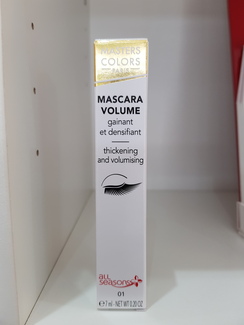 MASTERS
COLORS
PARIS
MASCARA
VOLUME
gainant
et densifiant
thickening
and volumising
all
seasons
01
e 7 ml - NET WT 0.20 OZ